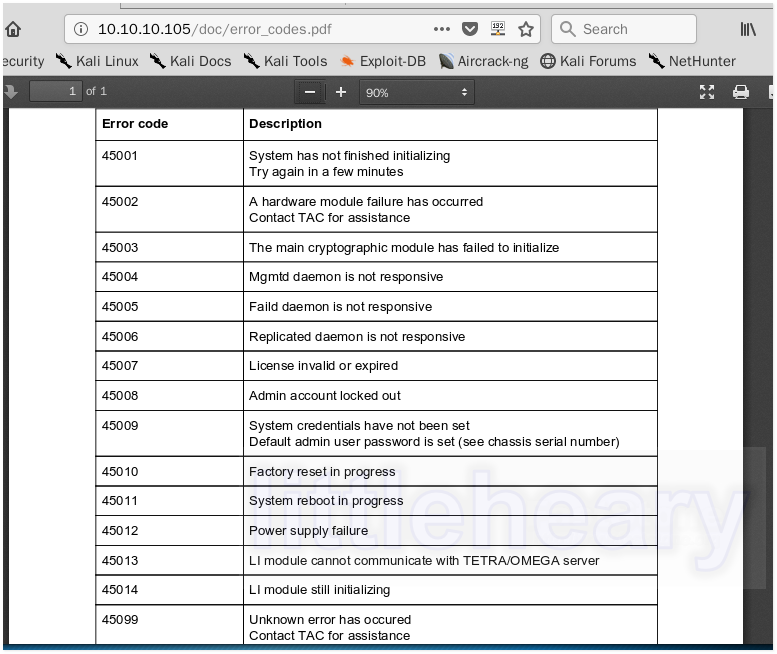 10.10.10.105/doc/error_codes.pdf
Search
ecurity Kali Linux Kali Docs Kali Tools Exploit-DB Aircrack-ng Kali Forums NetHunter
1 of 1 90%
Error code Description
45001 System has not finished initializing
Try again in a few minutes
45002 A hardware module failure has occurred
Contact TAC for assistance
45003 The main cryptographic module has failed to initialize
45004 Mgmtd daemon is not responsive
45005 Faild daemon is not responsive
45006 Replicated daemon is not responsive
45007 License invalid or expired
45008 Admin account locked out
45009 System credentials have not been set
Default admin user password is set (see chassis serial number)
45010 Factory reset in progress
45011 System reboot in progress
45012 Power supply failure
45013 LI module cannot communicate with TETRA/OMEGA server
45014 LI module still initializing
45099 Unknown error has occured
Contact TAC for assistance
littleheary